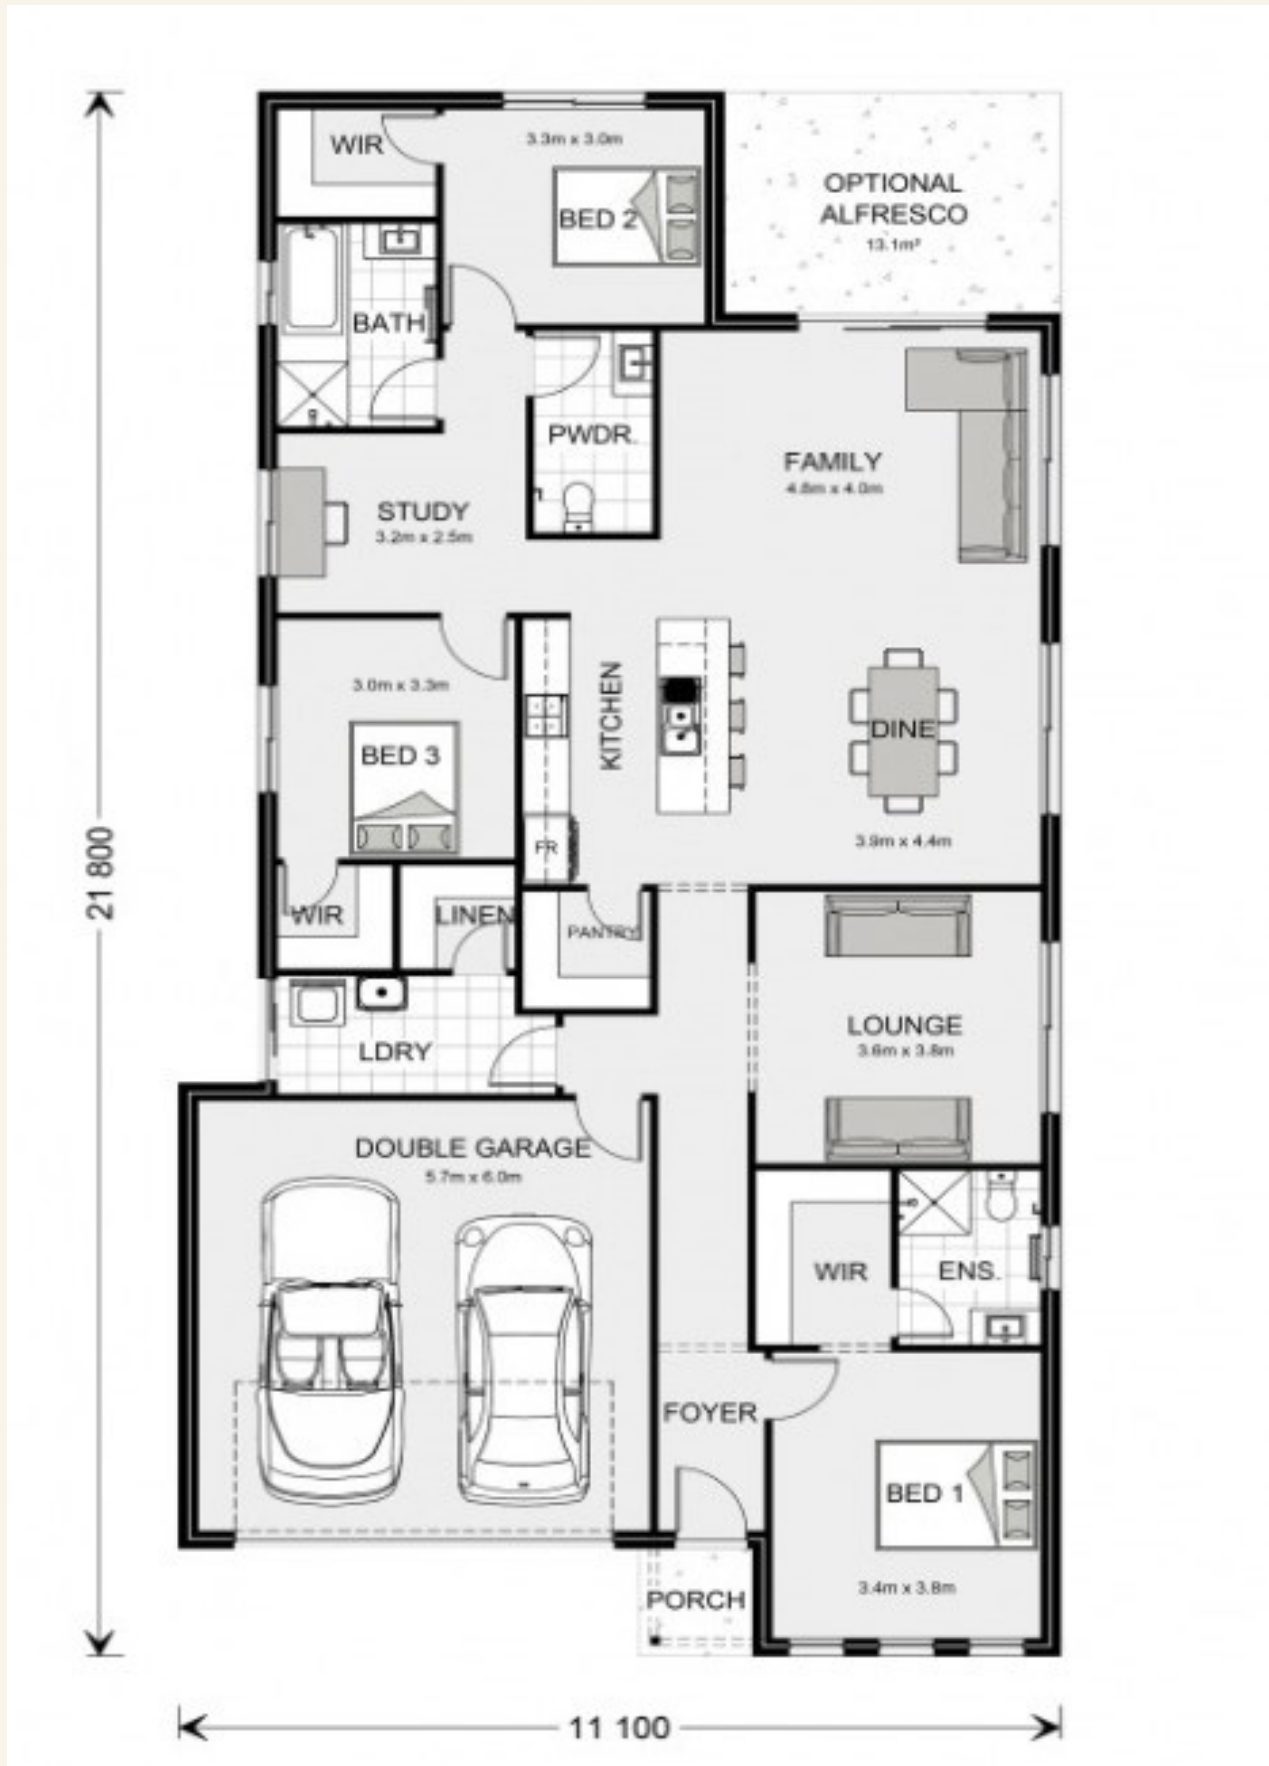 WIR
3.3m x 3.0m
BED 2
OPTIONAL
ALFRESCO
13.1m²
BATH
PWDR.
FAMILY
4.8m x 4.0m
STUDY
3.2m x 2.5m
KITCHEN
3.0m x 3.3m
BED 3
DINE
3.9m x 4.4m
FR
WIR
LINEN
PANTRY
21 800
LOUNGE
3.6m x 3.8m
LDRY
DOUBLE GARAGE
5.7m x 6.0m
WIR
ENS.
FOYER
BED 1
3.4m x 3.8m
PORCH
11 100